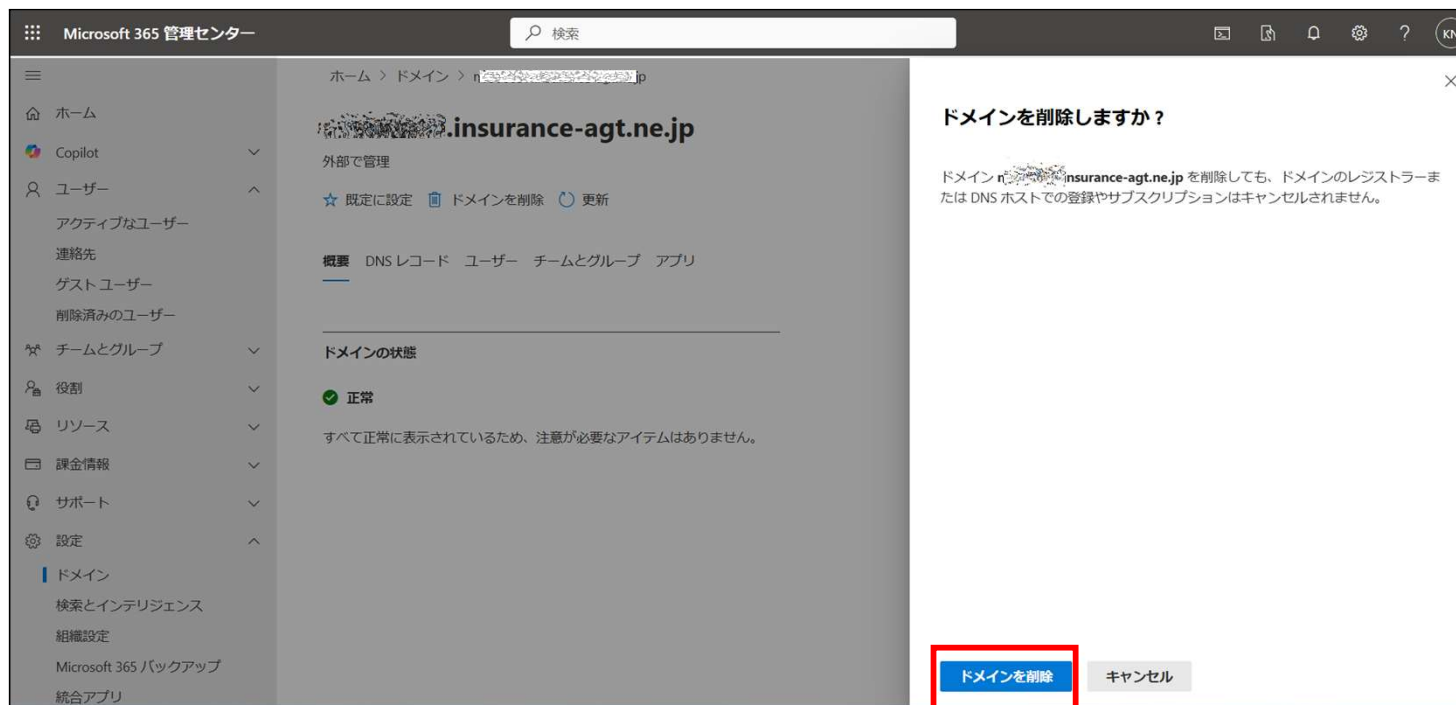 Microsoft 365 管理センター
検索
KN
ホーム
Copilot
ユーザー
アクティブなユーザー
連絡先
ゲスト ユーザー
削除済みのユーザー
チームとグループ
役割
リソース
課金情報
サポート
設定
ドメイン
検索とインテリジェンス
組織設定
Microsoft 365 バックアップ
統合アプリ
ホーム > ドメイン > n jp
.insurance-agt.ne.jp
外部で管理
既定に設定 ドメインを削除 更新
概要 DNS レコード ユーザー チームとグループ アプリ
ドメインの状態
正常
すべて正常に表示されているため、注意が必要なアイテムはありません。
ドメインを削除しますか?
ドメイン n nsurance-agt.ne.jp を削除しても、ドメインのレジストラーま
たは DNS ホストでの登録やサブスクリプションはキャンセルされません。
ドメインを削除 キャンセル